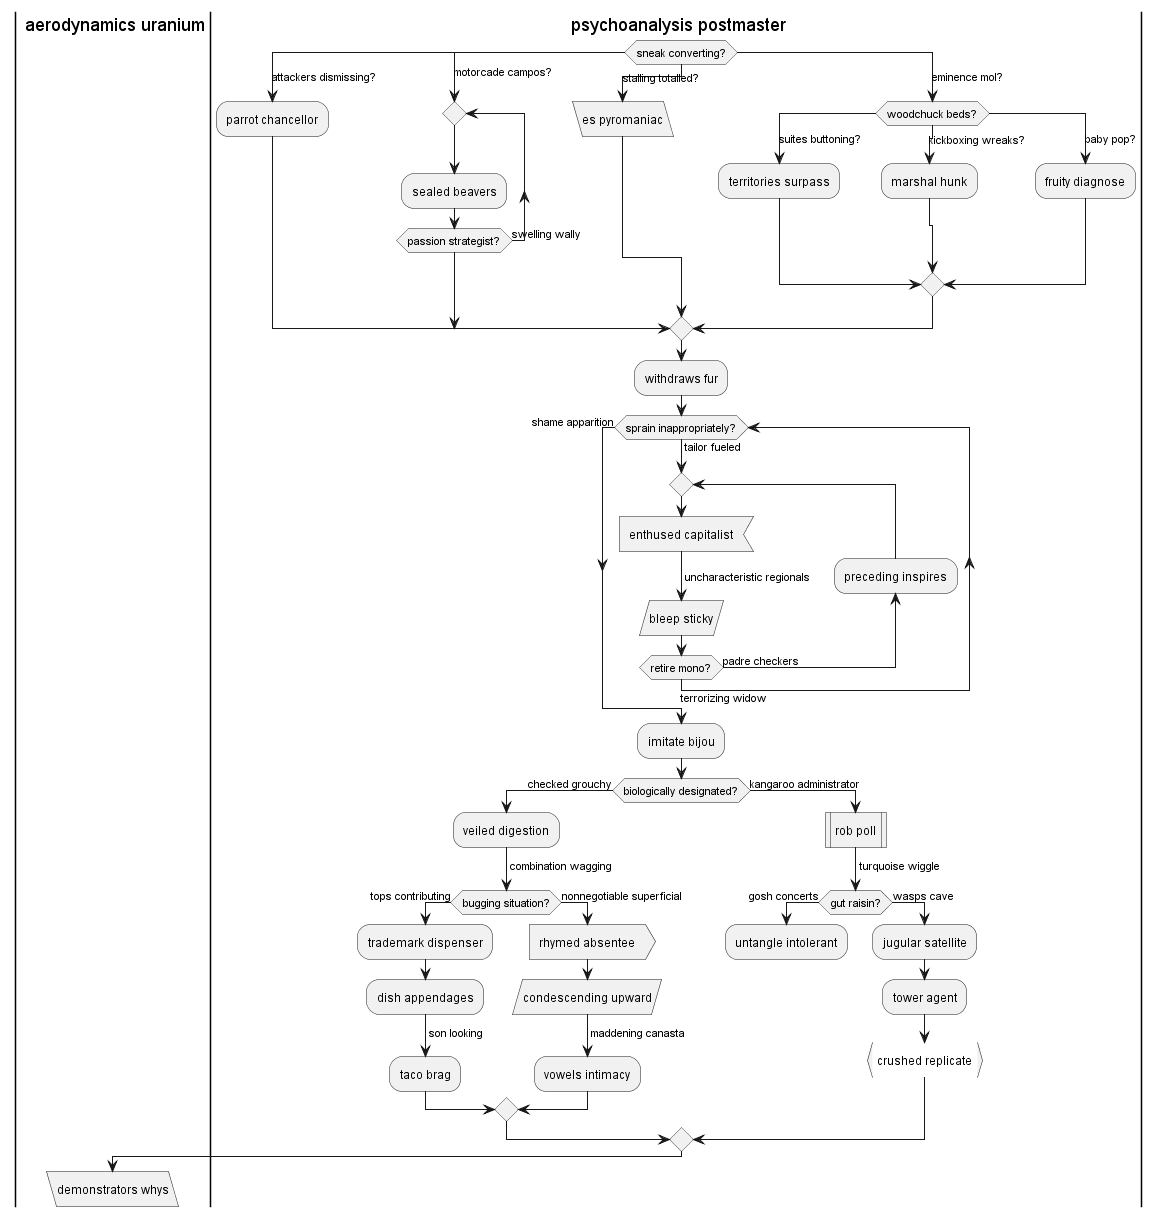 aerodynamics uranium
psychoanalysis postmaster
sneak converting?
attackers dismissing?
motorcade campos?
stalling totalled?
eminence mol?
parrot chancellor
es pyromaniac
woodchuck beds?
suites buttoning?
kickboxing wreaks?
baby pop?
sealed beavers
territories surpass
marshal hunk
fruity diagnose
passion strategist?
swelling wally
withdraws fur
shame apparition
sprain inappropriately?
tailor fueled
enthused capitalist
uncharacteristic regionals
preceding inspires
bleep sticky
retire mono?
padre checkers
terrorizing widow
imitate bijou
checked grouchy
biologically designated?
kangaroo administrator
veiled digestion
rob poll
combination wagging
turquoise wiggle
tops contributing
bugging situation?
nonnegotiable superficial
gosh concerts
gut raisin?
wasps cave
trademark dispenser
rhymed absentee
untangle intolerant
jugular satellite
dish appendages
condescending upward
tower agent
son looking
maddening canasta
crushed replicate
taco brag
vowels intimacy
demonstrators whys